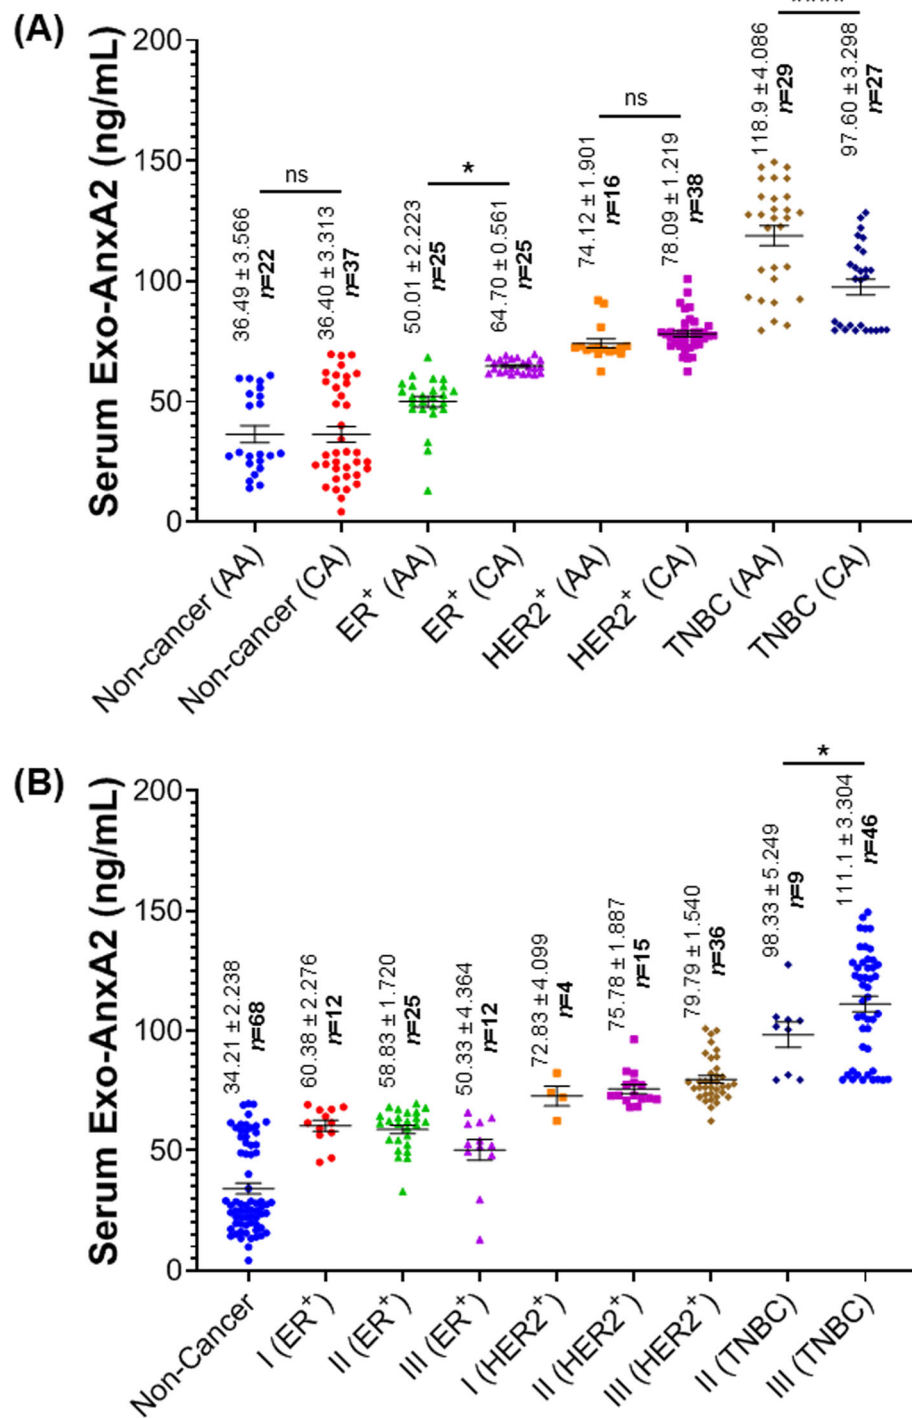 (A)
****
Serum Exo-AnxA2 (ng/mL)
200
150
100
50
0
36.49 ± 3.566
n=22
ns
36.40 ± 3.313
n=37
50.01 ± 2.223
n=25
*
64.70 ± 0.561
n=25
74.12 ± 1.901
n=16
ns
78.09 ± 1.219
n=38
118.9 ± 4.086
n=29
97.60 ± 3.298
n=27
Non-cancer (AA)
Non-cancer (CA)
ER+ (AA)
ER+ (CA)
HER2+ (AA)
HER2+ (CA)
TNBC (AA)
TNBC (CA)
(B)
Serum Exo-AnxA2 (ng/mL)
200
150
100
50
0
34.21 ± 2.238
n=68
60.38 ± 2.276
n=12
58.83 ± 1.720
n=25
50.33 ± 4.364
n=12
72.83 ± 4.099
n=4
75.78 ± 1.887
n=15
79.79 ± 1.540
n=36
98.33 ± 5.249
n=9
*
111.1 ± 3.304
n=46
Non-Cancer
I (ER+)
II (ER+)
III (ER+)
I (HER2+)
II (HER2+)
III (HER2+)
II (TNBC)
III (TNBC)